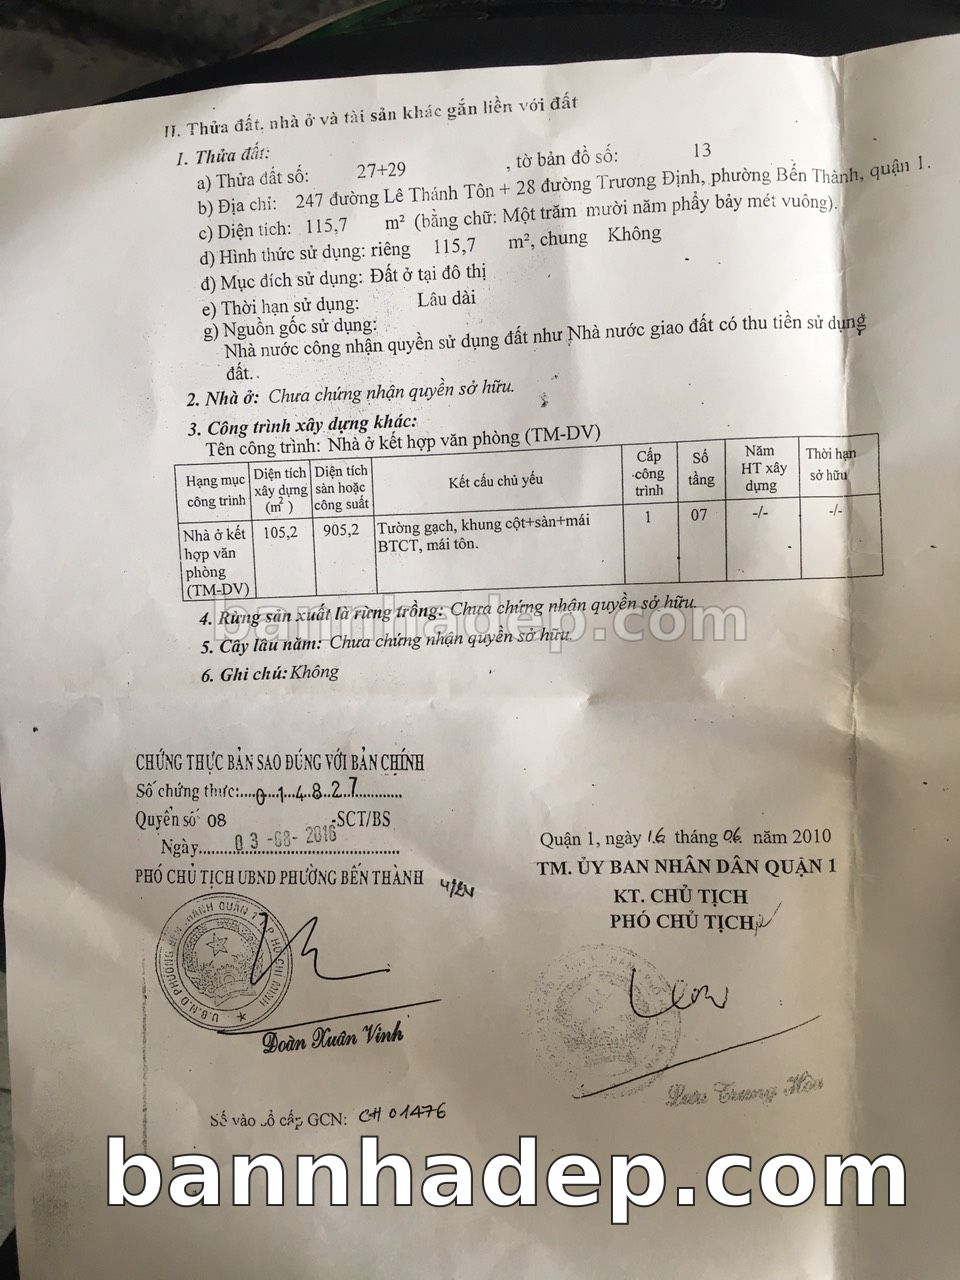 II. Thửa đất, nhà ở và tài sản khác gắn liền với đất
1. Thửa đất:
a) Thửa đất số: 27+29 , tờ bản đồ số: 13
b) Địa chỉ: 247 đường Lê Thánh Tôn + 28 đường Trương Định, phường Bến Thành, quận 1.
c) Diện tích: 115,7 m² (bằng chữ: Một trăm mười năm phẩy bảy mét vuông).
d) Hình thức sử dụng: riêng 115,7 m², chung Không
đ) Mục đích sử dụng: Đất ở tại đô thị
e) Thời hạn sử dụng: Lâu dài
g) Nguồn gốc sử dụng:
Nhà nước công nhận quyền sử dụng đất như Nhà nước giao đất có thu tiền sử dụng
đất..
2. Nhà ở: Chưa chứng nhận quyền sở hữu.
3. Công trình xây dựng khác:
Tên công trình: Nhà ở kết hợp văn phòng (TM-DV)
Hạng mục công trình | Diện tích xây dựng (m²) | Diện tích sàn hoặc công suất | Kết cấu chủ yếu | Cấp công trình | Số tầng | Năm HT xây dựng | Thời hạn sở hữu
Nhà ở kết hợp văn phòng (TM-DV) | 105,2 | 905,2 | Tường gạch, khung cột+sàn+mái BTCT, mái tôn. | 1 | 07 | -/- | -/-
4. Rừng sản xuất là rừng trồng: Chưa chứng nhận quyền sở hữu.
bannhadep.com
5. Cây lâu năm: Chưa chứng nhận quyền sở hữu.
6. Ghi chú: Không
CHỨNG THỰC BẢN SAO ĐÚNG VỚI BẢN CHÍNH
Số chứng thực:....0.1.4.8.2.7...........
Quyển số 08 -SCT/BS
Ngày....03-08-2016....
PHÓ CHỦ TỊCH UBND PHƯỜNG BẾN THÀNH
Đoàn Xuân Vinh
Quận 1, ngày 16 tháng 06 năm 2010
TM. ỦY BAN NHÂN DÂN QUẬN 1
KT. CHỦ TỊCH
PHÓ CHỦ TỊCH
Lưu Trung Hòa
Số vào sổ cấp GCN: CH 01476
bannhadep.com